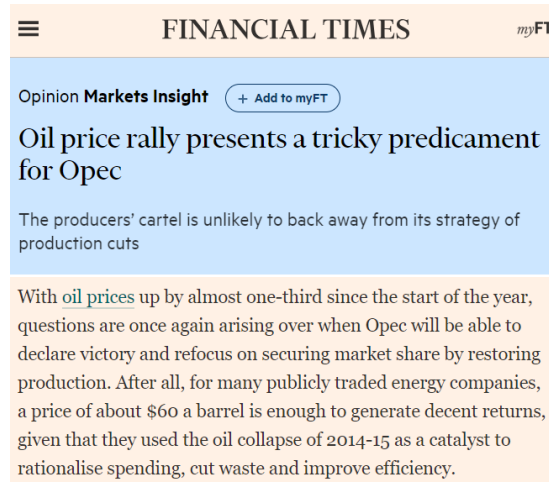 FINANCIAL TIMES
myFT
Opinion Markets Insight + Add to myFT
Oil price rally presents a tricky predicament
for Opec
The producers' cartel is unlikely to back away from its strategy of
production cuts
With oil prices up by almost one-third since the start of the year,
questions are once again arising over when Opec will be able to
declare victory and refocus on securing market share by restoring
production. After all, for many publicly traded energy companies,
a price of about $60 a barrel is enough to generate decent returns,
given that they used the oil collapse of 2014-15 as a catalyst to
rationalise spending, cut waste and improve efficiency.